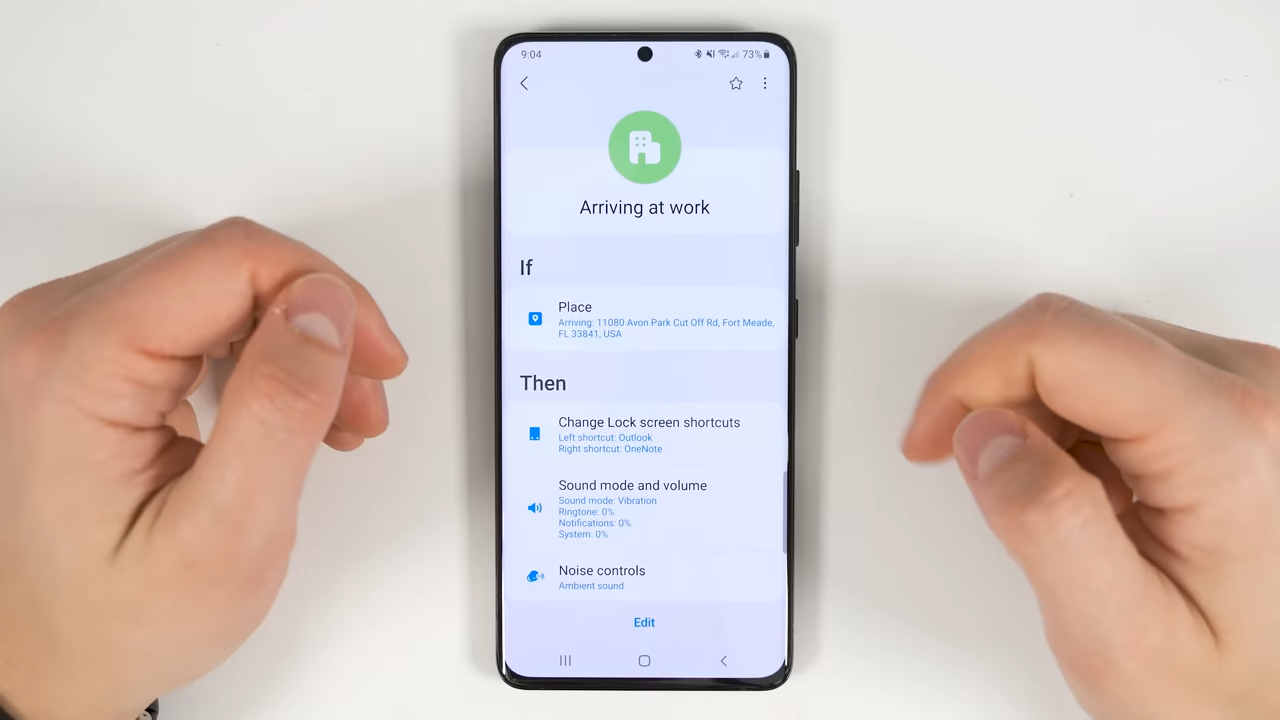 9:04
73%
Arriving at work
If
Place
Arriving: 11080 Avon Park Cut Off Rd, Fort Meade,
FL 33841, USA
Then
Change Lock screen shortcuts
Left shortcut: Outlook
Right shortcut: OneNote
Sound mode and volume
Sound mode: Vibration
Ringtone: 0%
Notifications: 0%
System: 0%
Noise controls
Ambient sound
Edit